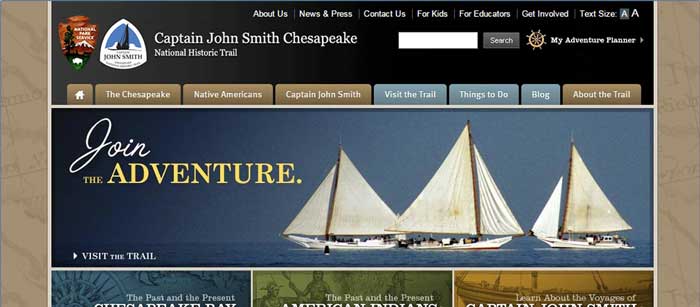 About Us | News & Press | Contact Us | For Kids | For Educators | Get Involved | Text Size: A A
NATIONAL
PARK
SERVICE
CAPTAIN
JOHN SMITH
Captain John Smith Chesapeake
National Historic Trail
Search
My Adventure Planner
The Chesapeake
Native Americans
Captain John Smith
Visit the Trail
Things to Do
Blog
About the Trail
Join
THE ADVENTURE.
VISIT THE TRAIL
The Past and the Present
CHESAPEAKE BAY
The Past and the Present
AMERICAN INDIANS
Learn About the Voyages of
CAPTAIN JOHN SMITH